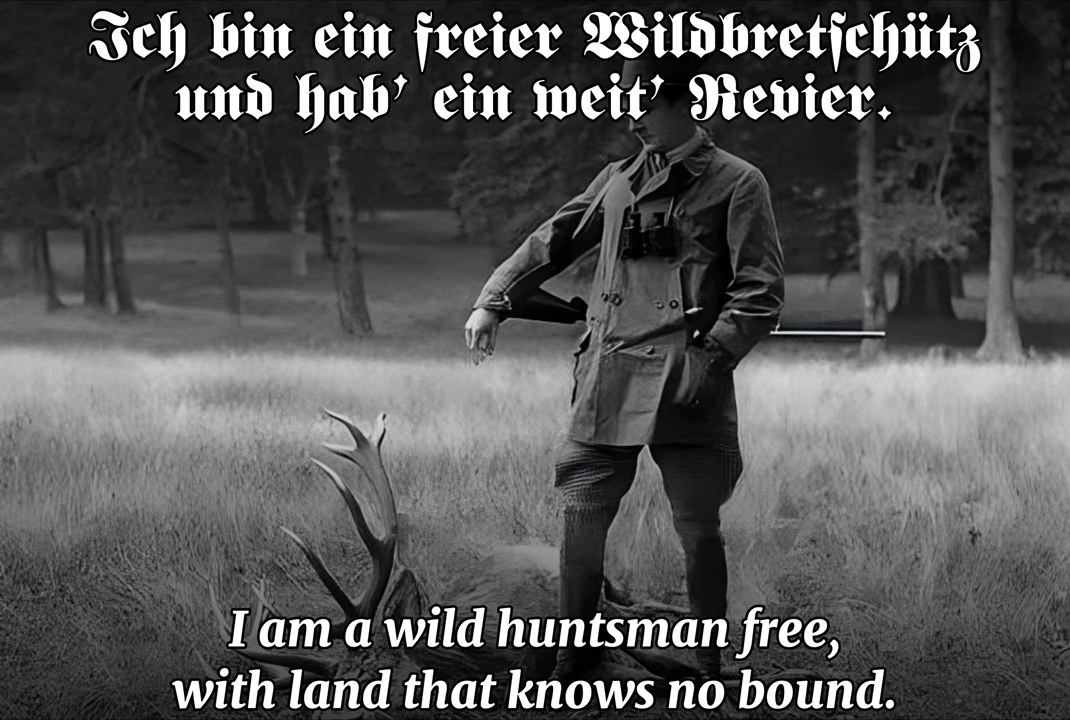 Ich bin ein freier Wildbretſchütz
und hab’ ein weit’ Revier.
I am a wild huntsman free,
with land that knows no bound.